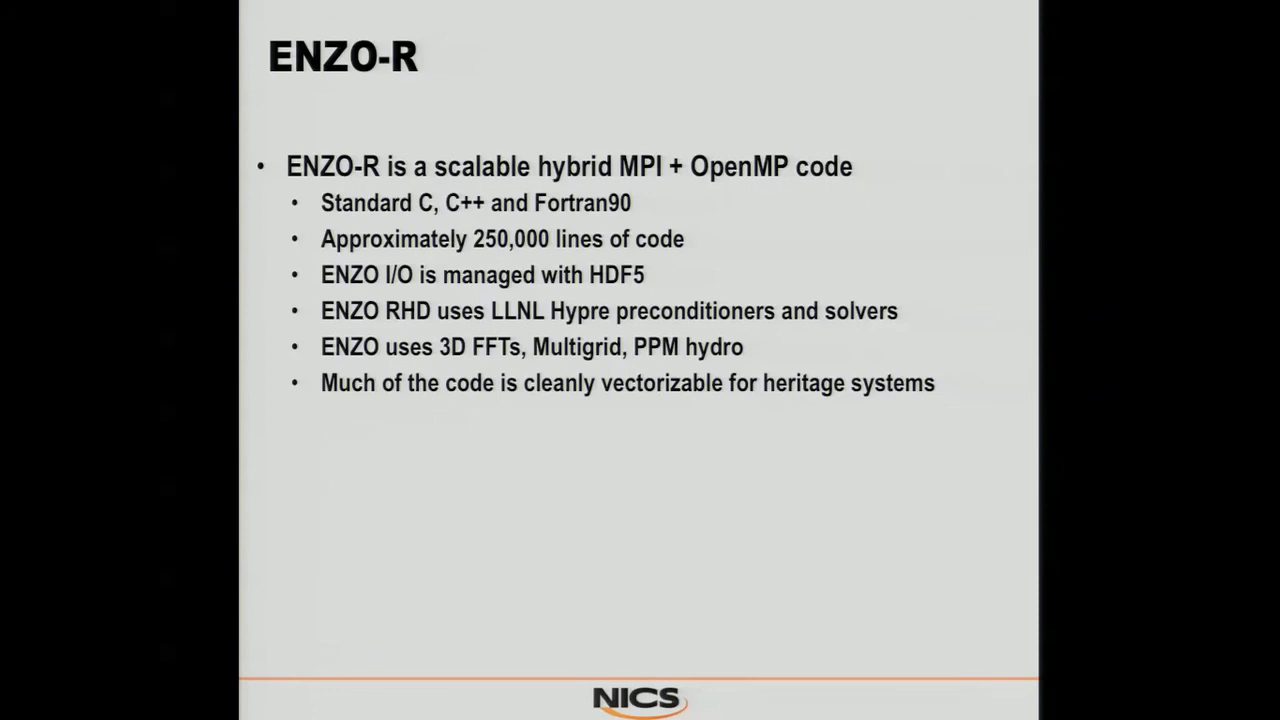 ENZO-R
• ENZO-R is a scalable hybrid MPI + OpenMP code
• Standard C, C++ and Fortran90
• Approximately 250,000 lines of code
• ENZO I/O is managed with HDF5
• ENZO RHD uses LLNL Hypre preconditioners and solvers
• ENZO uses 3D FFTs, Multigrid, PPM hydro
• Much of the code is cleanly vectorizable for heritage systems
NICS